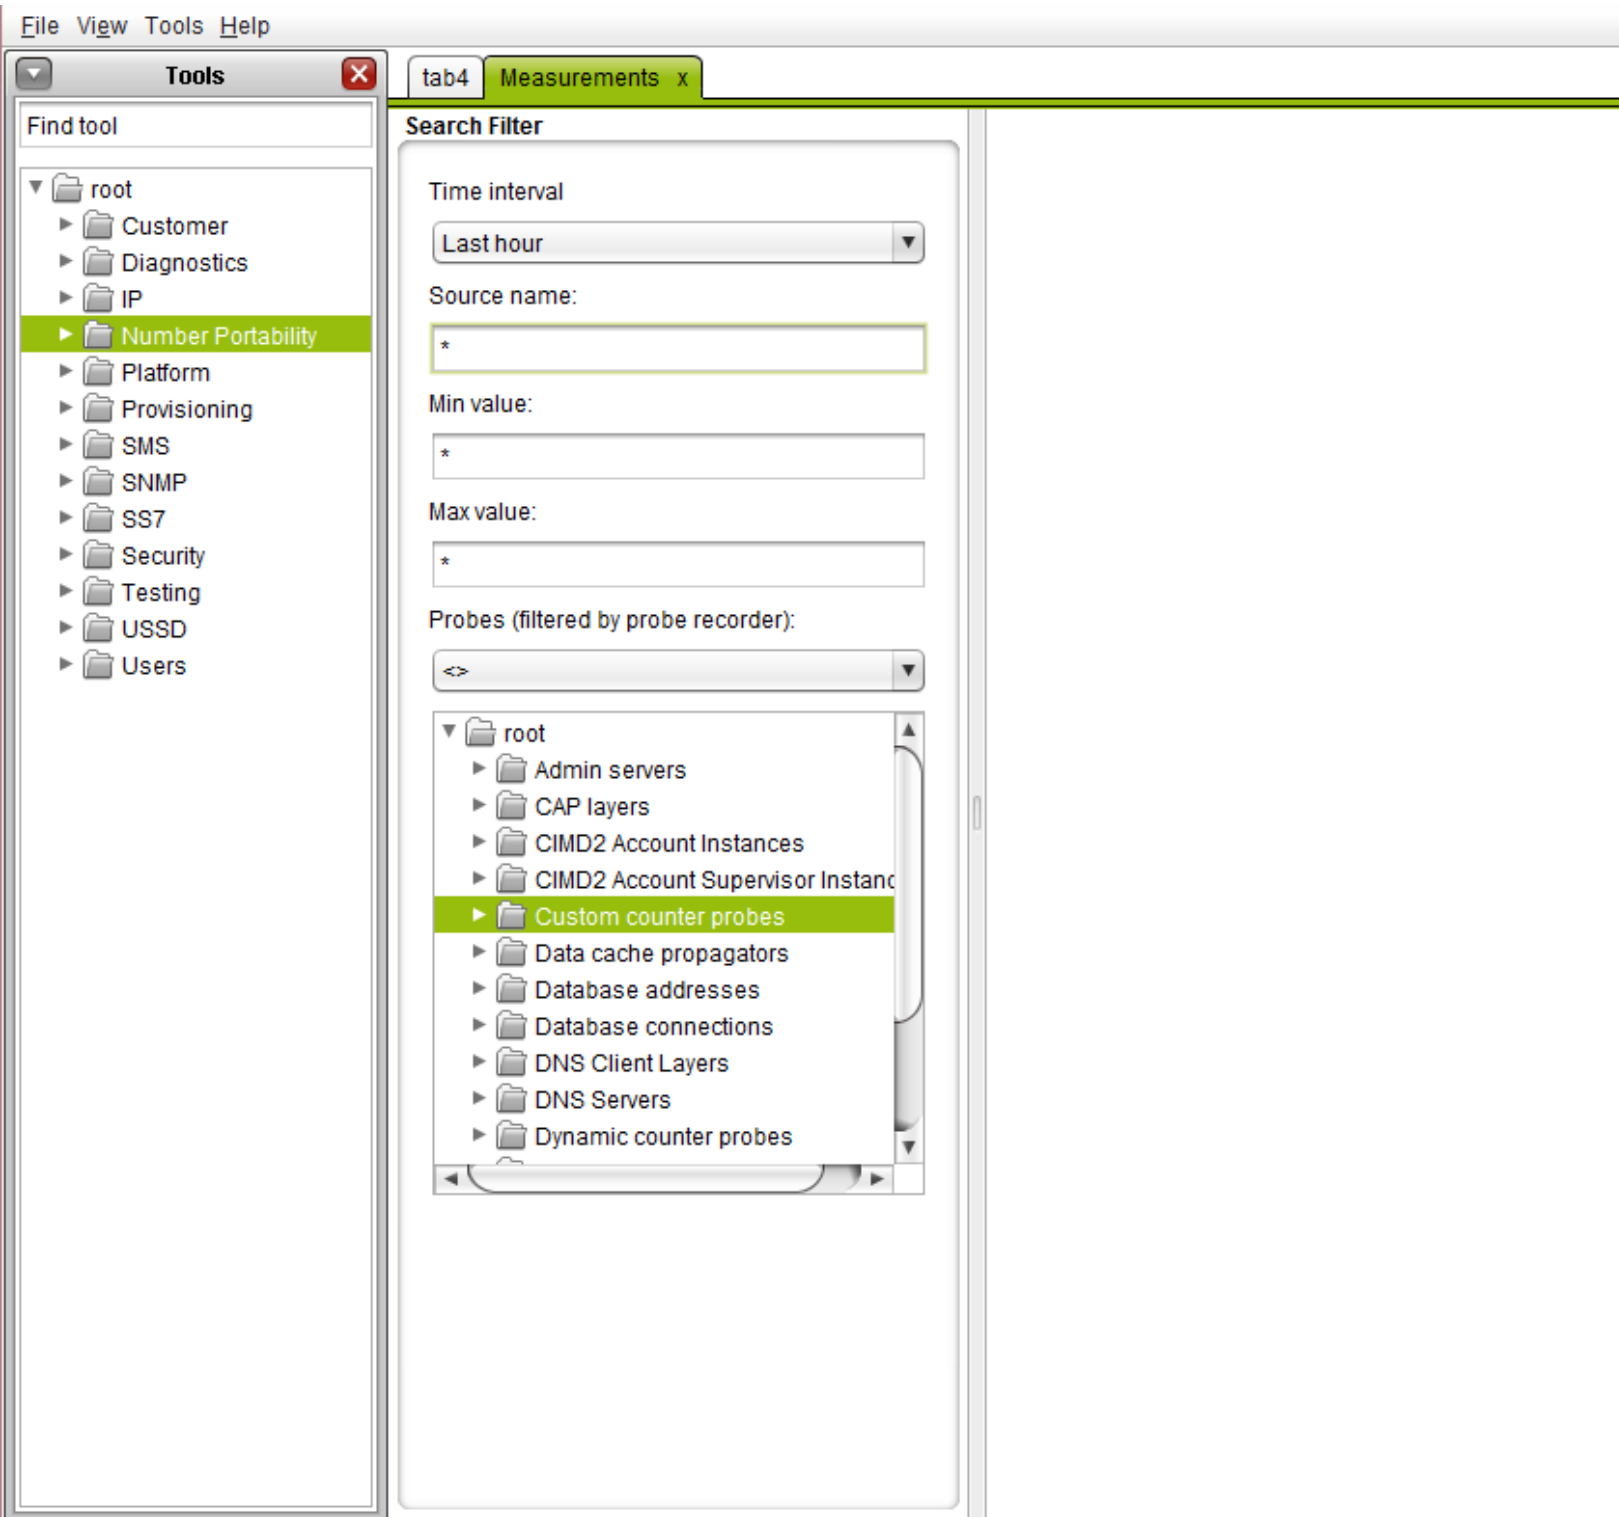 File View Tools Help
Tools
Find tool
root
Customer
Diagnostics
IP
Number Portability
Platform
Provisioning
SMS
SNMP
SS7
Security
Testing
USSD
Users
tab4 Measurements x
Search Filter
Time interval
Last hour
Source name:
*
Min value:
*
Max value:
*
Probes (filtered by probe recorder):
<>
root
Admin servers
CAP layers
CIMD2 Account Instances
CIMD2 Account Supervisor Instanc
Custom counter probes
Data cache propagators
Database addresses
Database connections
DNS Client Layers
DNS Servers
Dynamic counter probes